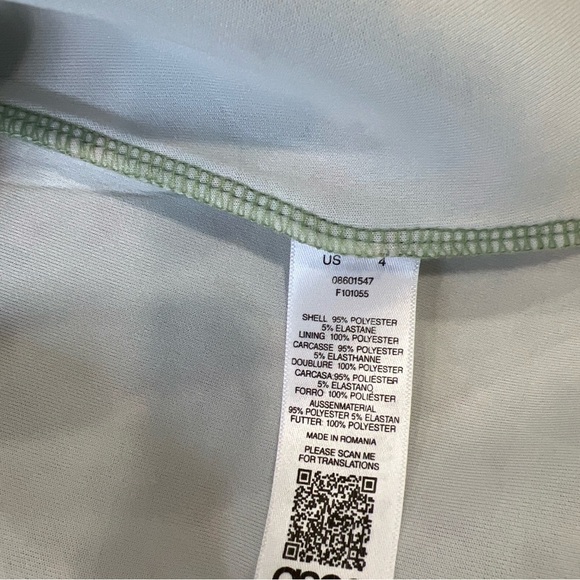 US 4
08601547
F101055
SHELL 95% POLYESTER
5% ELASTANE
LINING 100% POLYESTER
CARCASSE 95% POLYESTER
5% ELASTHANNE
DOUBLURE 100% POLYESTER
CARCASA:95% POLIÉSTER
5% ELASTANO
FORRO: 100% POLIÉSTER
AUSSENMATERIAL
95% POLYESTER 5% ELASTAN
FUTTER: 100% POLYESTER
MADE IN ROMANIA
PLEASE SCAN ME
FOR TRANSLATIONS